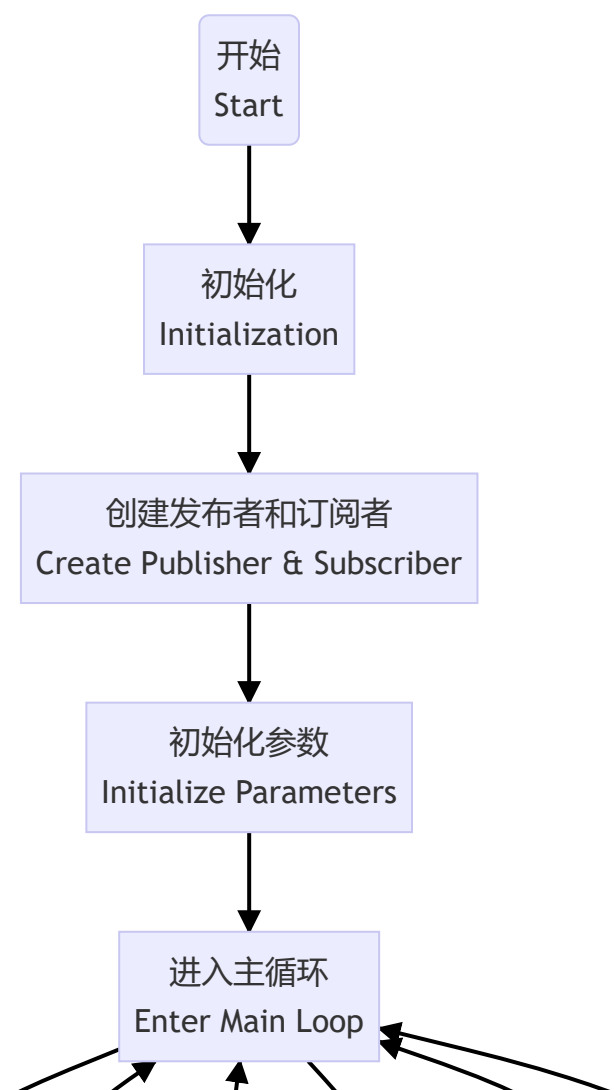 开始
Start
初始化
Initialization
创建发布者和订阅者
Create Publisher & Subscriber
初始化参数
Initialize Parameters
进入主循环
Enter Main Loop